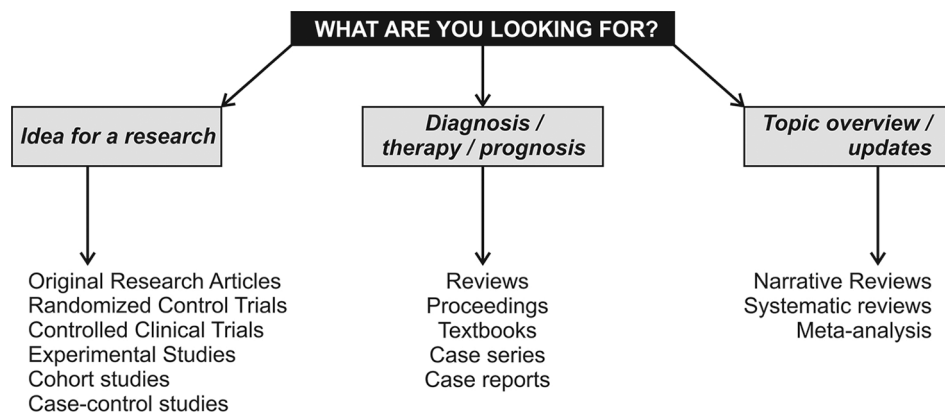 WHAT ARE YOU LOOKING FOR?
Idea for a research
Diagnosis /
therapy / prognosis
Topic overview /
updates
Original Research Articles
Randomized Control Trials
Controlled Clinical Trials
Experimental Studies
Cohort studies
Case-control studies
Reviews
Proceedings
Textbooks
Case series
Case reports
Narrative Reviews
Systematic reviews
Meta-analysis